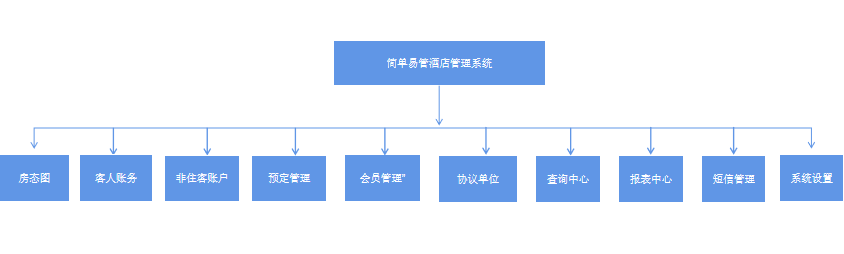 简单易管酒店管理系统
房态图
客人账务
非住客账户
预定管理
会员管理"
协议单位
查询中心
报表中心
短信管理
系统设置